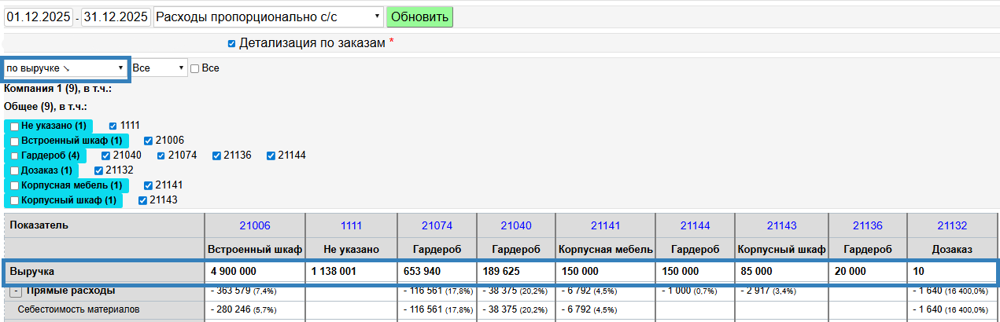 01.12.2025 - 31.12.2025 Расходы пропорционально с/с Обновить
Детализация по заказам *
по выручке ↘ Все Все
Компания 1 (9), в т.ч.:
Общее (9), в т.ч.:
Не указано (1) 1111
Встроенный шкаф (1) 21006
Гардероб (4) 21040 21074 21136 21144
Дозаказ (1) 21132
Корпусная мебель (1) 21141
Корпусный шкаф (1) 21143
Показатель 21006 1111 21074 21040 21141 21144 21143 21136 21132
Встроенный шкаф Не указано Гардероб Гардероб Корпусная мебель Гардероб Корпусный шкаф Гардероб Дозаказ
Выручка 4 900 000 1 138 001 653 940 189 625 150 000 150 000 85 000 20 000 10
- Прямые расходы - 363 579 (7,4%) - 116 561 (17,8%) - 38 375 (20,2%) - 6 792 (4,5%) - 1 000 (0,7%) - 2 917 (3,4%) - 1 640 (16 400,0%)
Себестоимость материалов - 280 246 (5,7%) - 116 561 (17,8%) - 38 375 (20,2%) - 6 792 (4,5%) - 1 640 (16 400,0%)